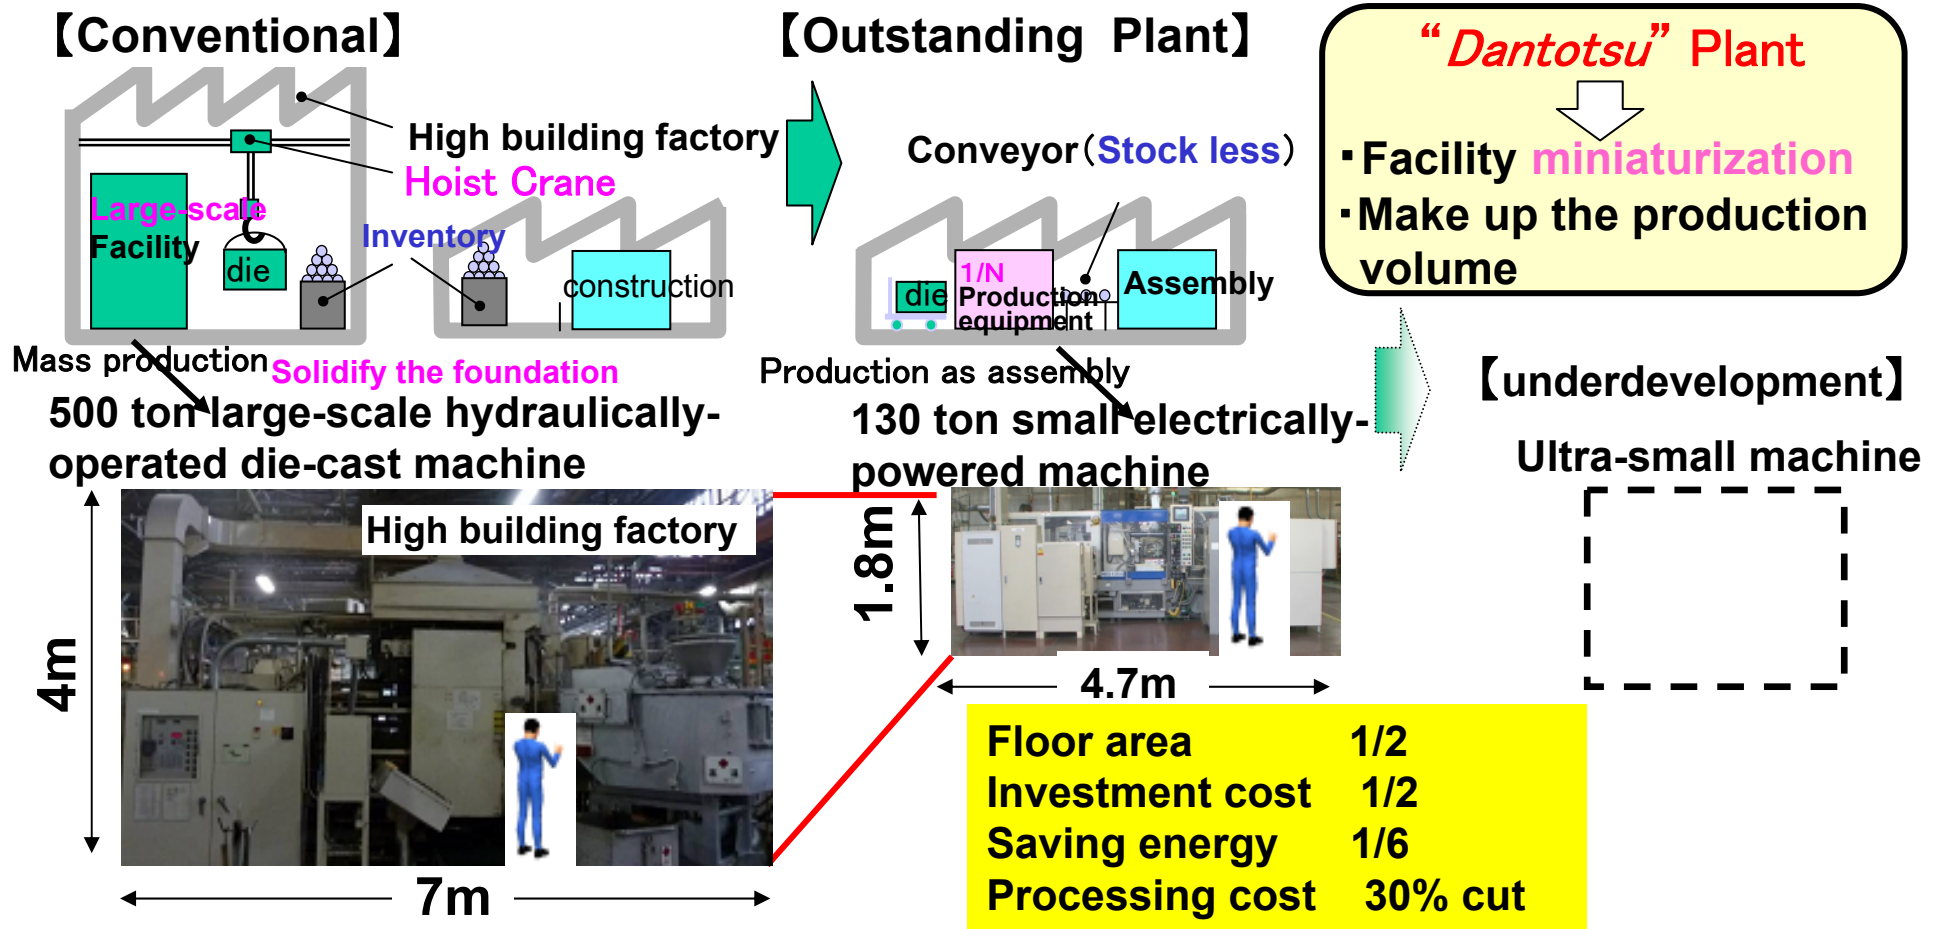 【Conventional】
High building factory
Hoist Crane
Large-scale
Facility
die
Inventory
construction
Mass production
Solidify the foundation
500 ton large-scale hydraulically-
operated die-cast machine
High building factory
4m
7m
【Outstanding Plant】
Conveyor（Stock less）
die
1/N
Production
equipment
Assembly
Production as assembly
130 ton small electrically-
powered machine
1.8m
4.7m
Floor area 1/2
Investment cost 1/2
Saving energy 1/6
Processing cost 30% cut
“Dantotsu” Plant
・Facility miniaturization
・Make up the production
volume
【underdevelopment】
Ultra-small machine